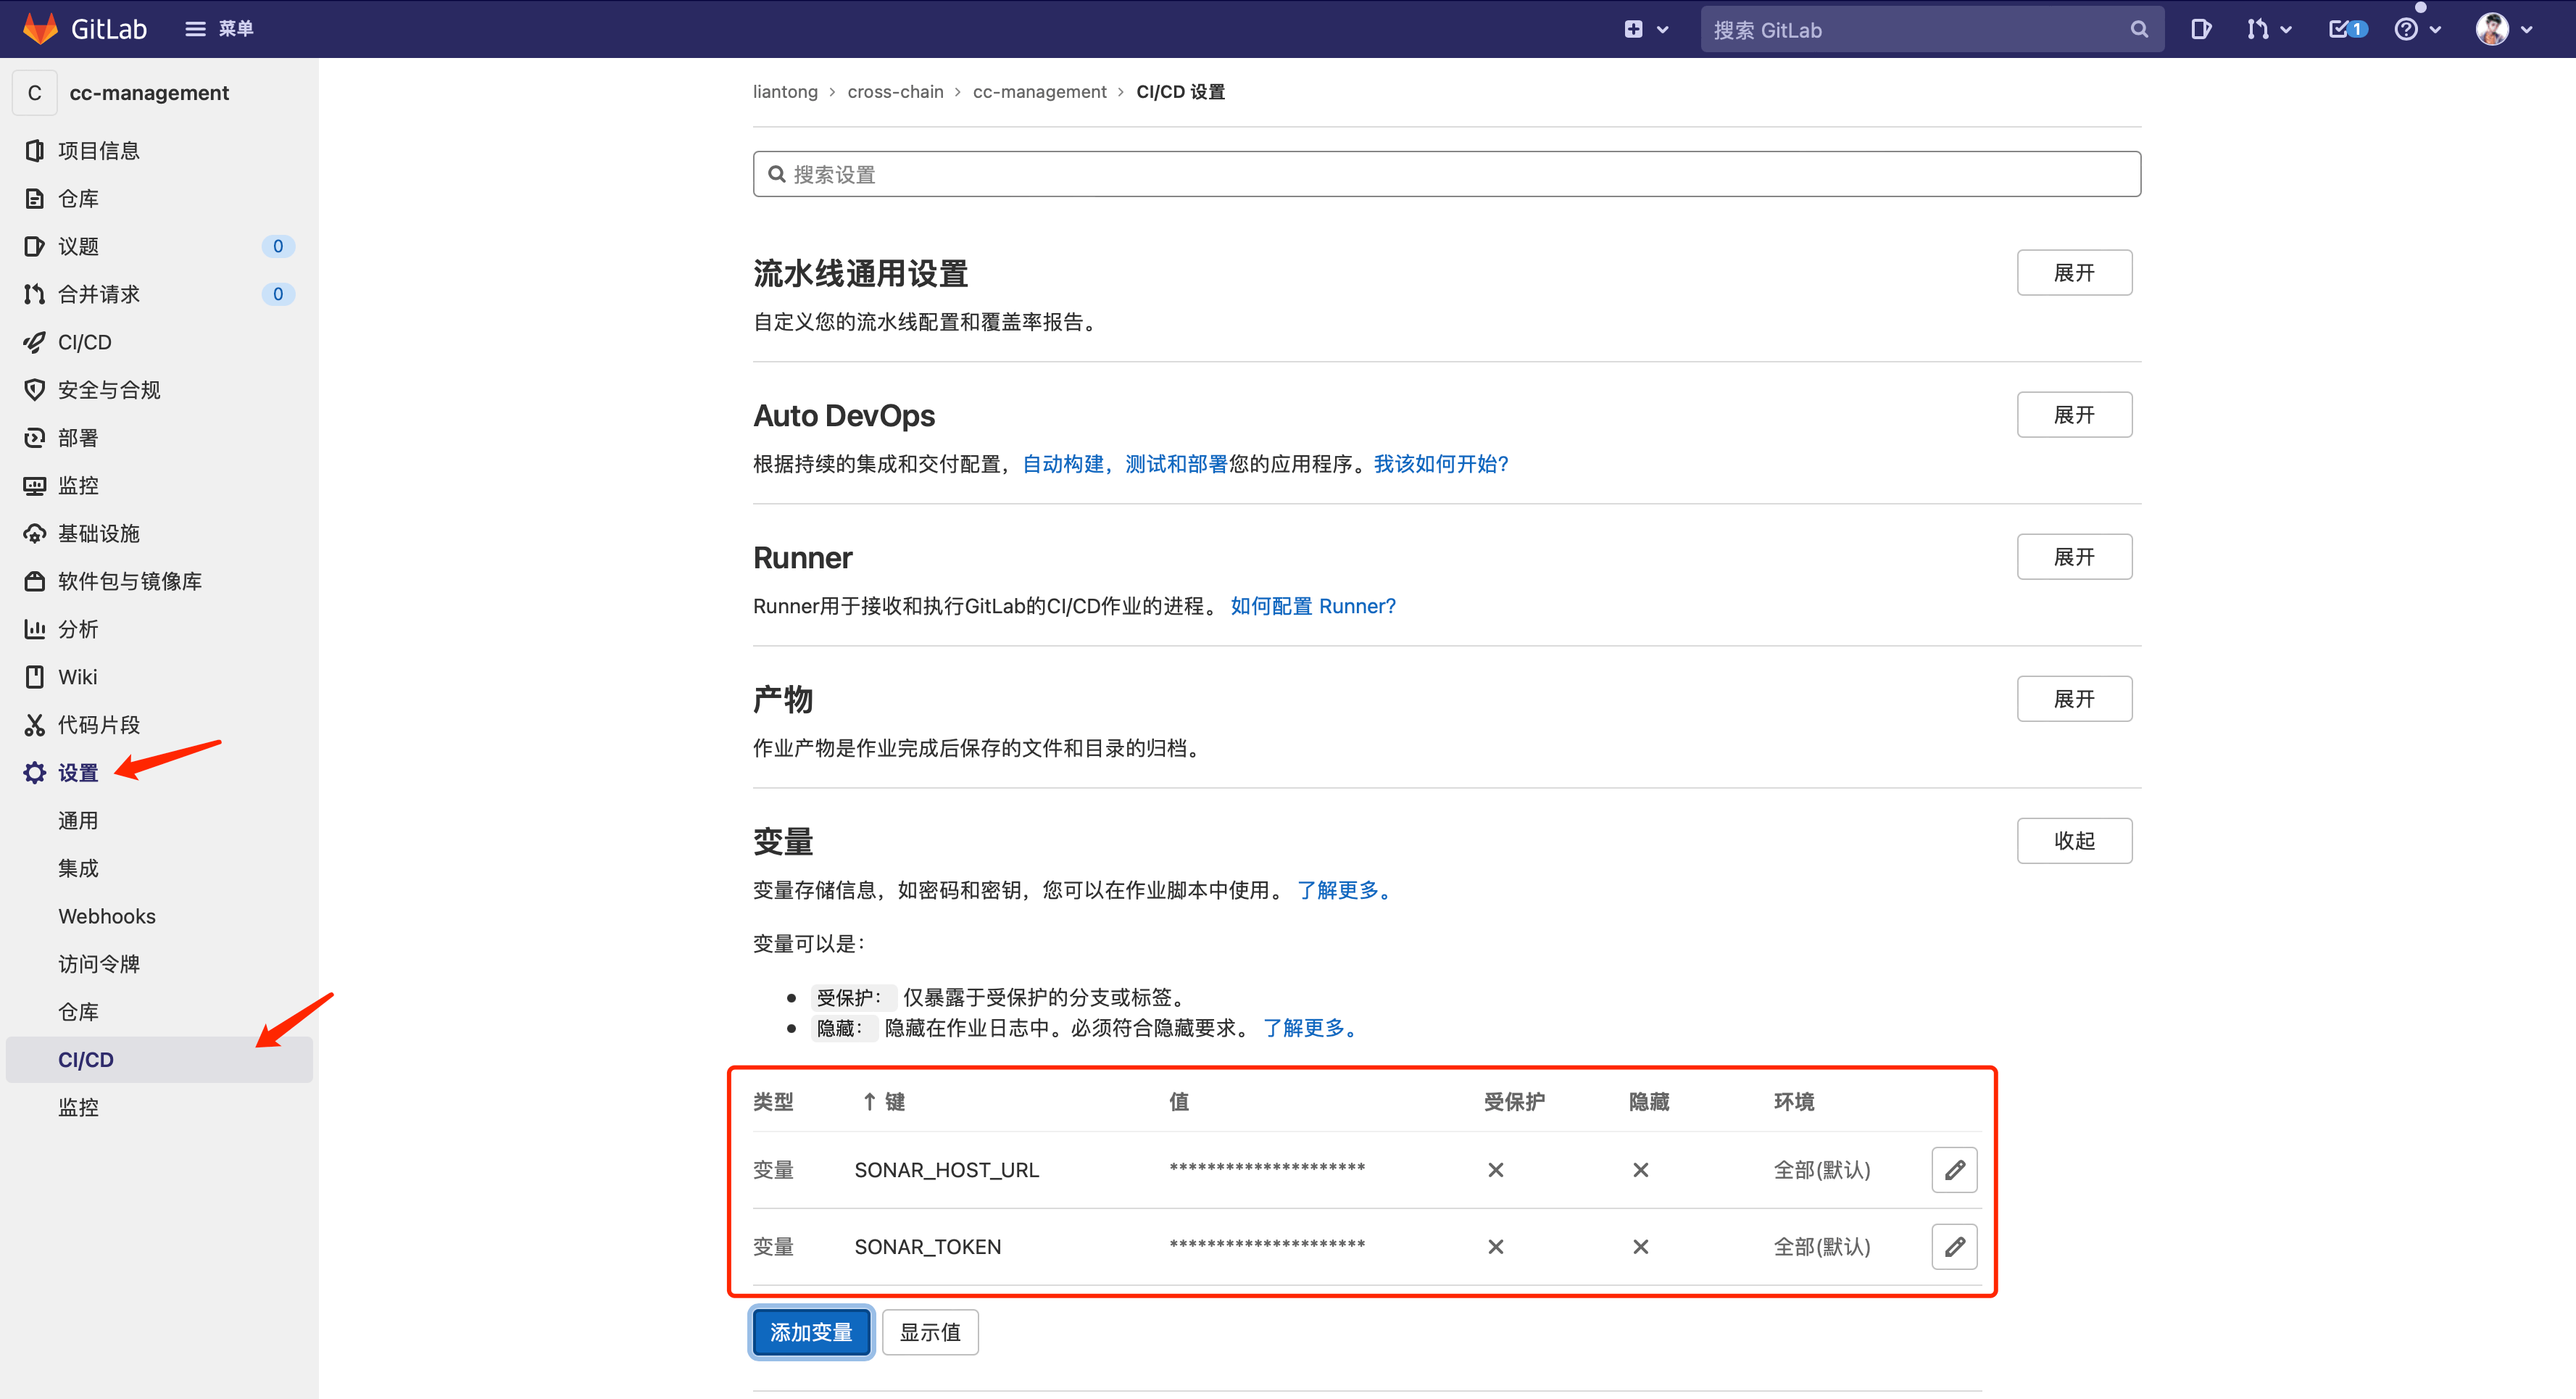 GitLab 菜单 搜索 GitLab 1
C cc-management
项目信息
仓库
议题 0
合并请求 0
CI/CD
安全与合规
部署
监控
基础设施
软件包与镜像库
分析
Wiki
代码片段
设置
通用
集成
Webhooks
访问令牌
仓库
CI/CD
监控
liantong › cross-chain › cc-management › CI/CD 设置
搜索设置
流水线通用设置 展开
自定义您的流水线配置和覆盖率报告。
Auto DevOps 展开
根据持续的集成和交付配置，自动构建，测试和部署您的应用程序。我该如何开始?
Runner 展开
Runner用于接收和执行GitLab的CI/CD作业的进程。 如何配置 Runner?
产物 展开
作业产物是作业完成后保存的文件和目录的归档。
变量 收起
变量存储信息，如密码和密钥，您可以在作业脚本中使用。 了解更多。
变量可以是：
• 受保护： 仅暴露于受保护的分支或标签。
• 隐藏： 隐藏在作业日志中。必须符合隐藏要求。 了解更多。
类型 ↑ 键 值 受保护 隐藏 环境
变量 SONAR_HOST_URL ********************* × × 全部(默认)
变量 SONAR_TOKEN ********************* × × 全部(默认)
添加变量 显示值